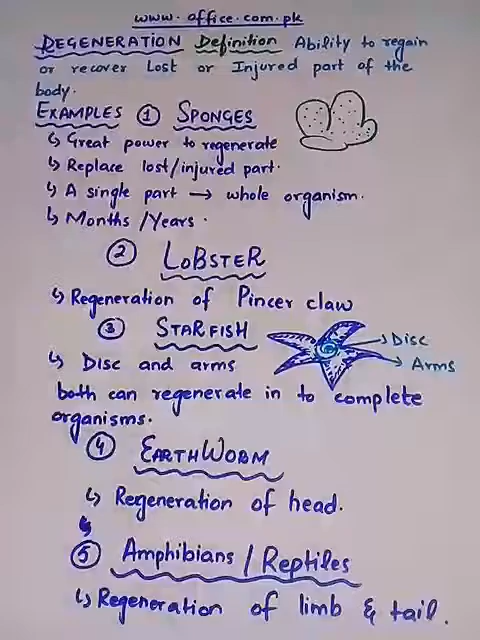 www.office.com.pk
REGENERATION Definition Ability to regain
or recover Lost or Injured part of the
body.
EXAMPLES ① SPONGES
↳ Great power to regenerate
↳ Replace lost/injured part.
↳ A single part → whole organism.
↳ Months/Years.
② LOBSTER
↳ Regeneration of Pincer claw
③ STARFISH
→ Disc
→ Arms
↳ Disc and arms
both can regenerate in to complete
organisms.
④ EARTHWORM
↳ Regeneration of head.
⑤ Amphibians / Reptiles
↳ Regeneration of limb & tail.